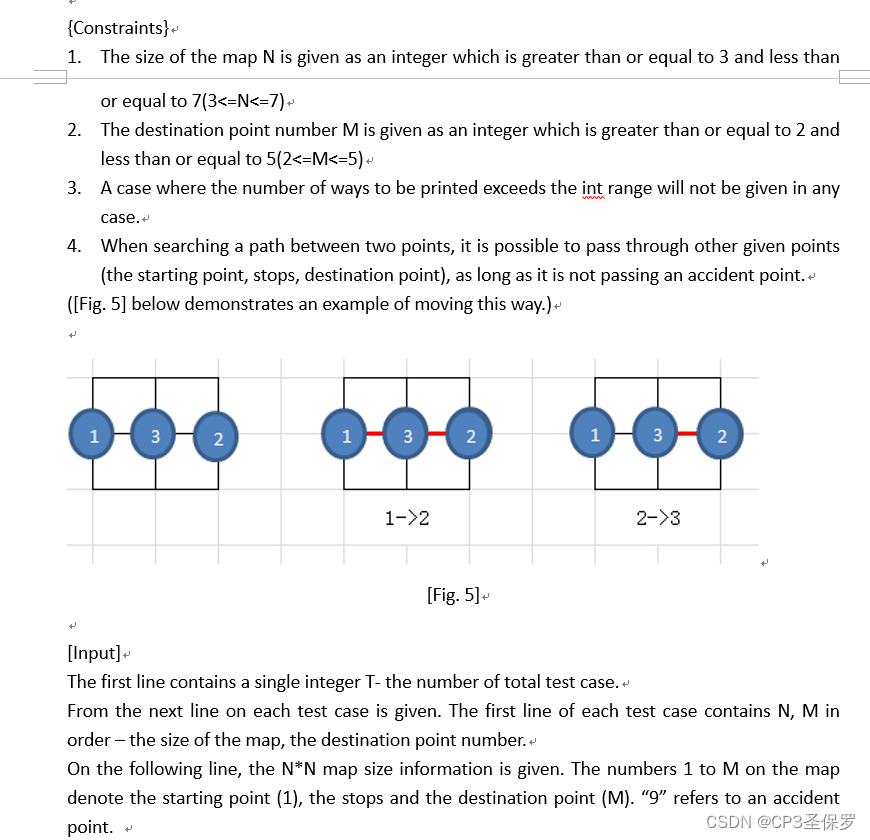 {Constraints}
1. The size of the map N is given as an integer which is greater than or equal to 3 and less than
or equal to 7(3<=N<=7)
2. The destination point number M is given as an integer which is greater than or equal to 2 and
less than or equal to 5(2<=M<=5)
3. A case where the number of ways to be printed exceeds the int range will not be given in any
case.
4. When searching a path between two points, it is possible to pass through other given points
(the starting point, stops, destination point), as long as it is not passing an accident point.
([Fig. 5] below demonstrates an example of moving this way.)
1 3 2 1 3 2 1 3 2
1->2 2->3
[Fig. 5]
[Input]
The first line contains a single integer T- the number of total test case.
From the next line on each test case is given. The first line of each test case contains N, M in
order – the size of the map, the destination point number.
On the following line, the N*N map size information is given. The numbers 1 to M on the map
denote the starting point (1), the stops and the destination point (M). “9” refers to an accident
point.
CSDN @CP3圣保罗